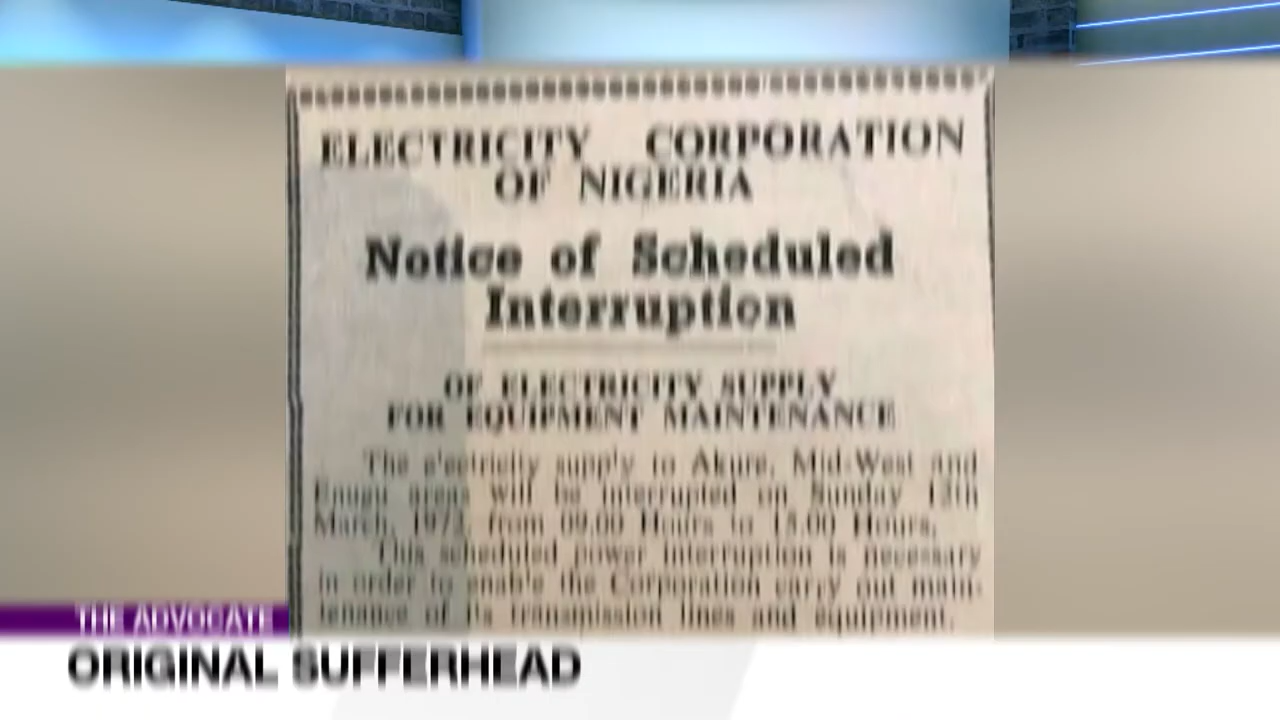 ELECTRICITY CORPORATION
OF NIGERIA
Notice of Scheduled
Interruption
OF ELECTRICITY SUPPLY
FOR EQUIPMENT MAINTENANCE
The electricity supply to Akure, Mid-West and
Enugu areas will be interrupted on Sunday 12th
March, 1972, from 09.00 Hours to 15.00 Hours.
This scheduled power interruption is necessary
in order to enable the Corporation carry out main-
tenance of its transmission lines and equipment.
THE ADVOCATE
ORIGINAL SUFFERHEAD